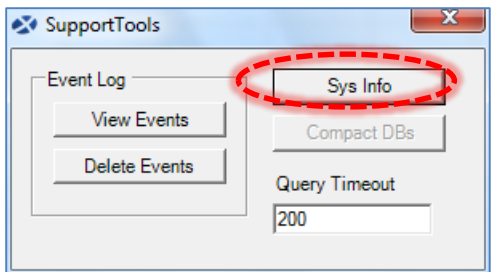 SupportTools
Event Log
View Events
Delete Events
Sys Info
Compact DBs
Query Timeout
200